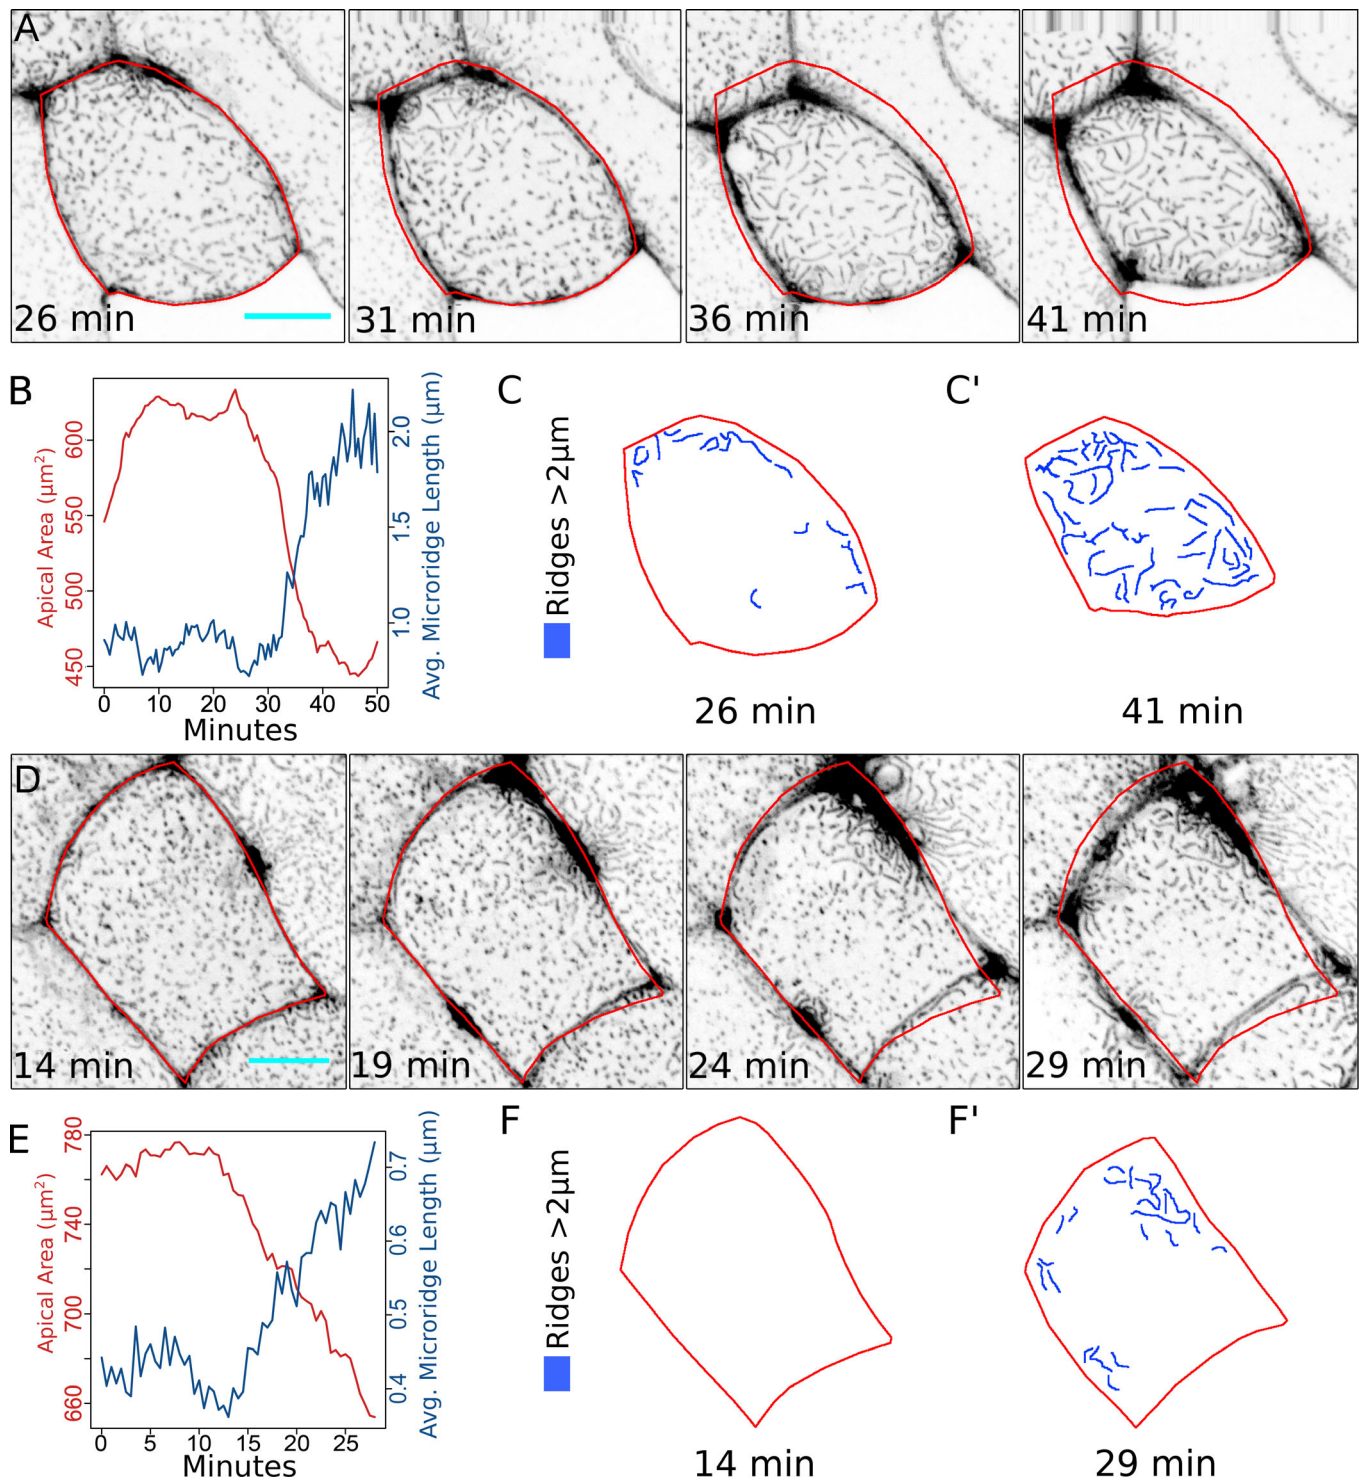 A
26 min
31 min
36 min
41 min
B
Apical Area (µm²)
450
500
550
600
1.0
1.5
2.0
Avg. Microridge Length (µm)
0
10
20
30
40
50
Minutes
C
Ridges >2µm
26 min
C'
41 min
D
14 min
19 min
24 min
29 min
E
Apical Area (µm²)
660
700
740
780
0.4
0.5
0.6
0.7
Avg. Microridge Length (µm)
0
5
10
15
20
25
Minutes
F
Ridges >2µm
14 min
F'
29 min